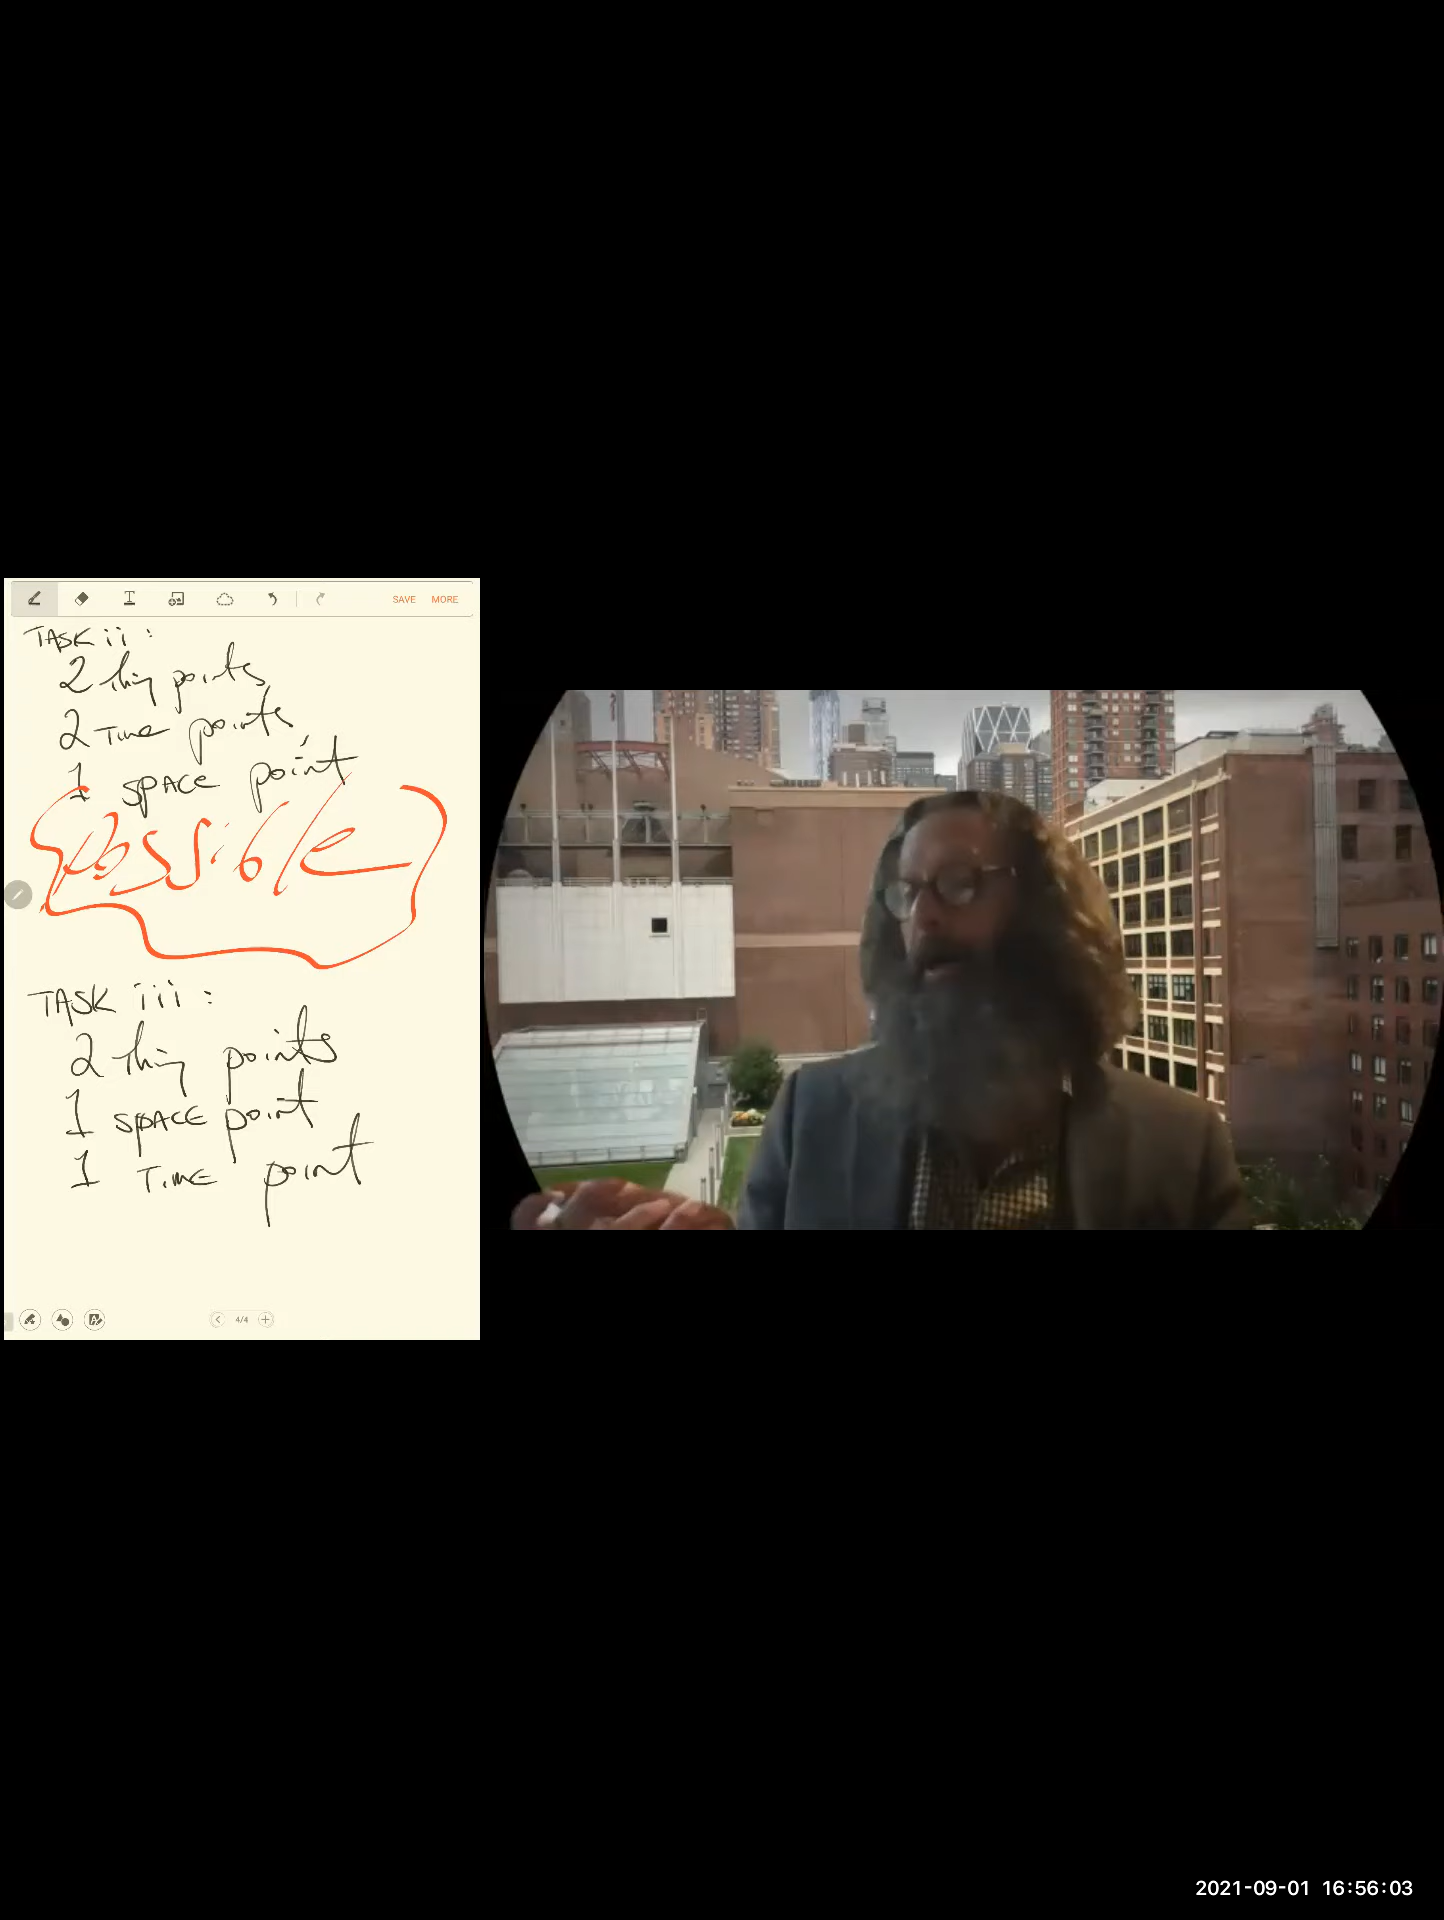 SAVE MORE
TASK ii :
2 thing points
2 TIME points
1 SPACE point
possible
TASK iii :
2 thing points
1 SPACE point
1 TIME point
4/4
2021-09-01 16:56:03